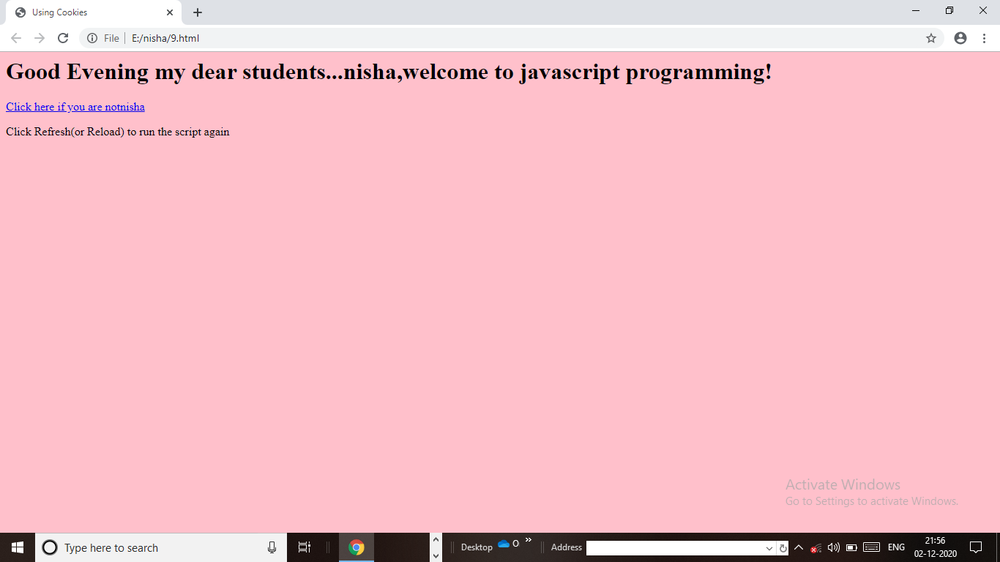 Using Cookies
File
E:/nisha/9.html
Good Evening my dear students...nisha,welcome to javascript programming!
Click here if you are notnisha
Click Refresh(or Reload) to run the script again
Activate Windows
Go to Settings to activate Windows.
Type here to search
Desktop
O
Address
ENG
21:56
02-12-2020